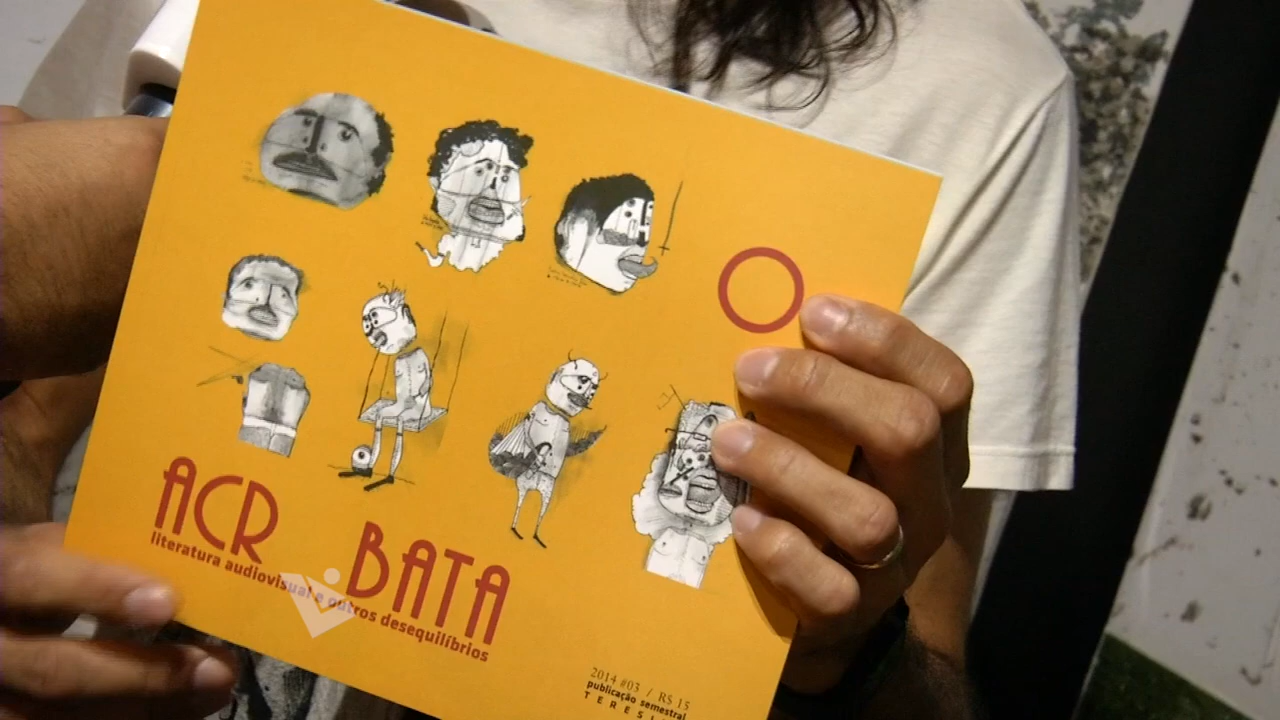 ACR BATA
literatura audiovisual e outros desequilíbrios
2014 #03 / R$ 15
publicação semestral